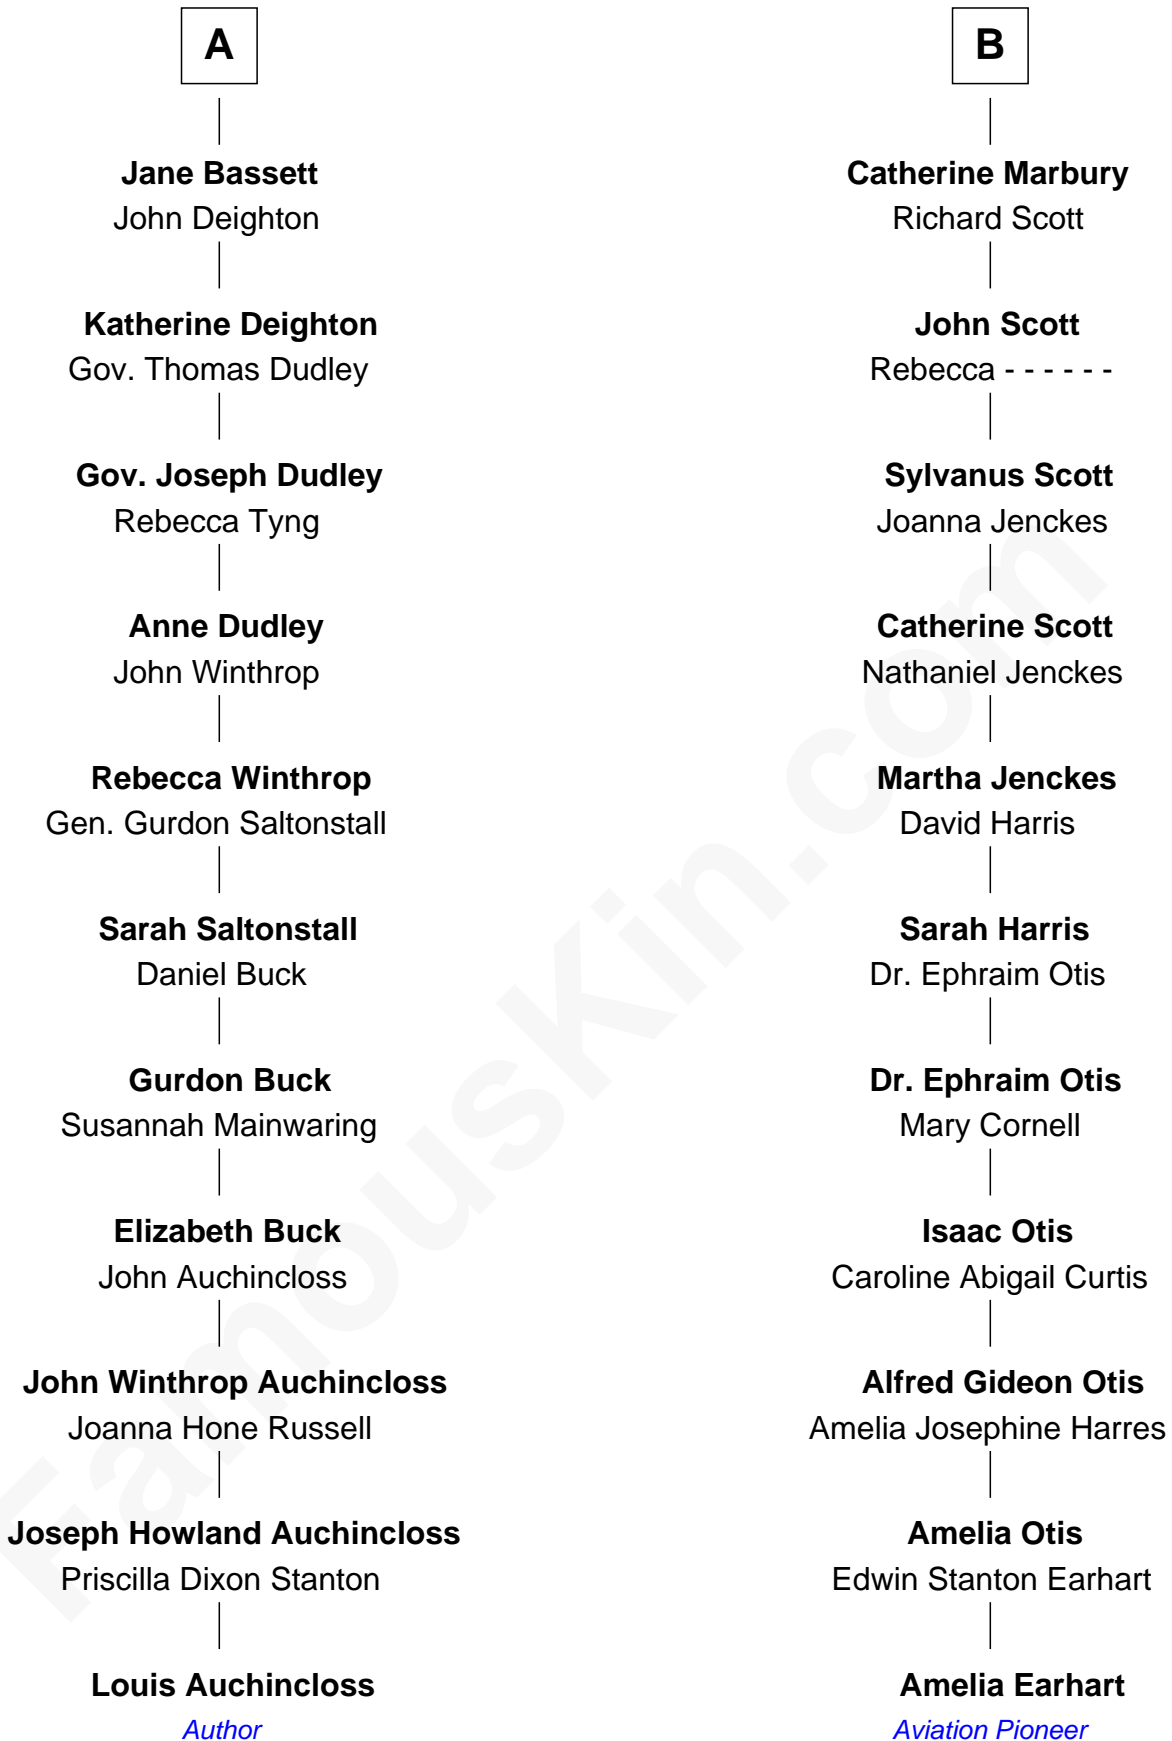 A
Jane Bassett
John Deighton
Katherine Deighton
Gov. Thomas Dudley
Gov. Joseph Dudley
Rebecca Tyng
Anne Dudley
John Winthrop
Rebecca Winthrop
Gen. Gurdon Saltonstall
Sarah Saltonstall
Daniel Buck
Gurdon Buck
Susannah Mainwaring
Elizabeth Buck
John Auchincloss
John Winthrop Auchincloss
Joanna Hone Russell
Joseph Howland Auchincloss
Priscilla Dixon Stanton
Louis Auchincloss
Author
B
Catherine Marbury
Richard Scott
John Scott
Rebecca - - - - - -
Sylvanus Scott
Joanna Jenckes
Catherine Scott
Nathaniel Jenckes
Martha Jenckes
David Harris
Sarah Harris
Dr. Ephraim Otis
Dr. Ephraim Otis
Mary Cornell
Isaac Otis
Caroline Abigail Curtis
Alfred Gideon Otis
Amelia Josephine Harres
Amelia Otis
Edwin Stanton Earhart
Amelia Earhart
Aviation Pioneer
FamousKin.com